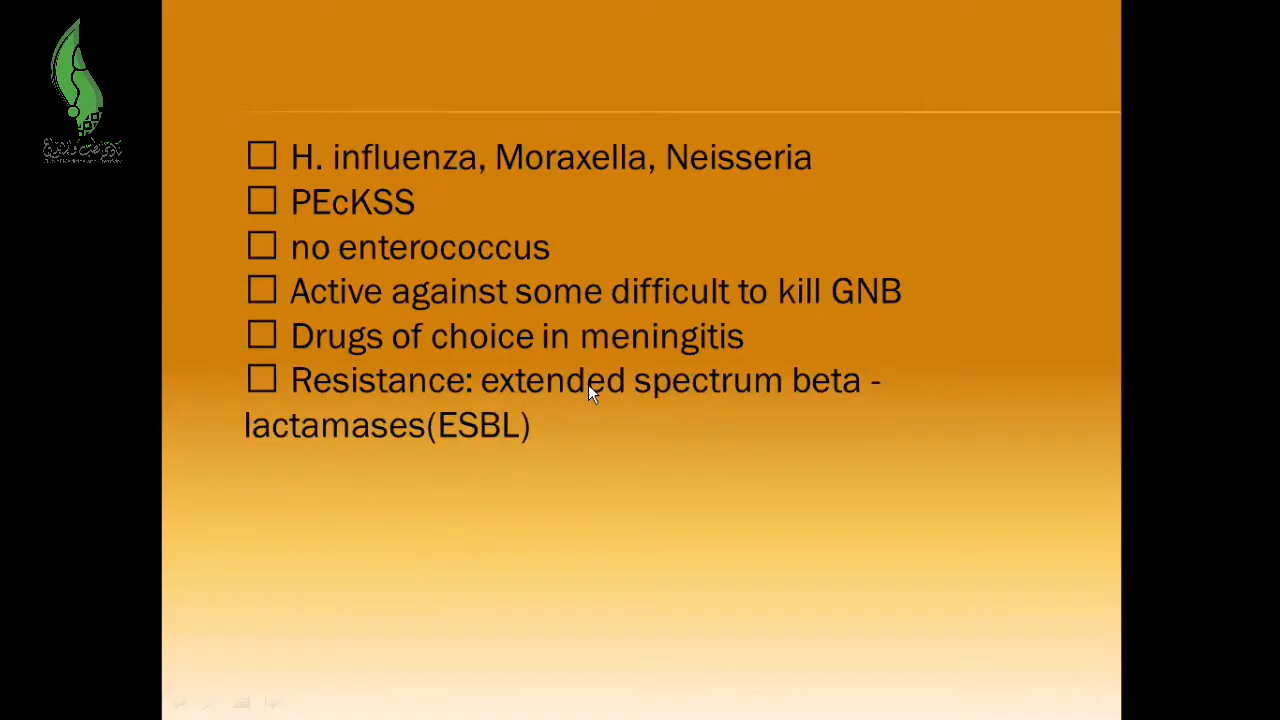 ☐ H. influenza, Moraxella, Neisseria
☐ PEcKSS
☐ no enterococcus
☐ Active against some difficult to kill GNB
☐ Drugs of choice in meningitis
☐ Resistance: extended spectrum beta -
lactamases(ESBL)